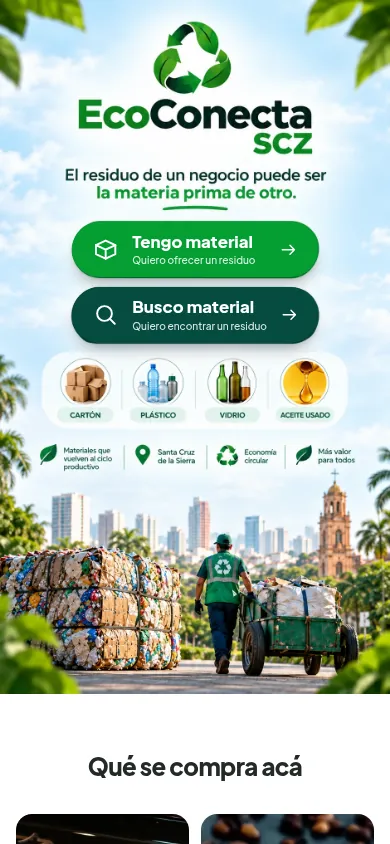 EcoConecta
SCZ
El residuo de un negocio puede ser
la materia prima de otro.
Tengo material
Quiero ofrecer un residuo
Busco material
Quiero encontrar un residuo
CARTÓN
PLÁSTICO
VIDRIO
ACEITE USADO
Materiales que
vuelven al ciclo
productivo
Santa Cruz
de la Sierra
Economía
circular
Más valor
para todos
Qué se compra acá